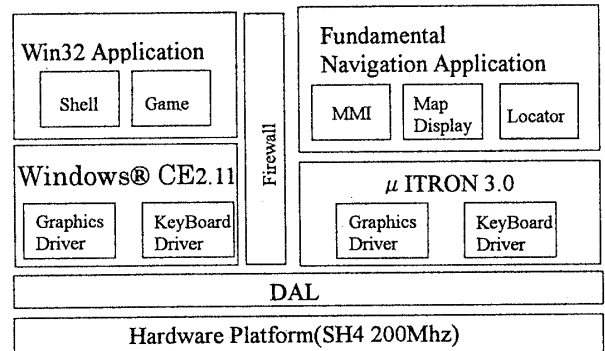 Win32 Application
Shell
Game
Windows® CE2.11
Graphics
Driver
KeyBoard
Driver
Firewall
Fundamental
Navigation Application
MMI
Map
Display
Locator
μ ITRON 3.0
Graphics
Driver
KeyBoard
Driver
DAL
Hardware Platform(SH4 200Mhz)